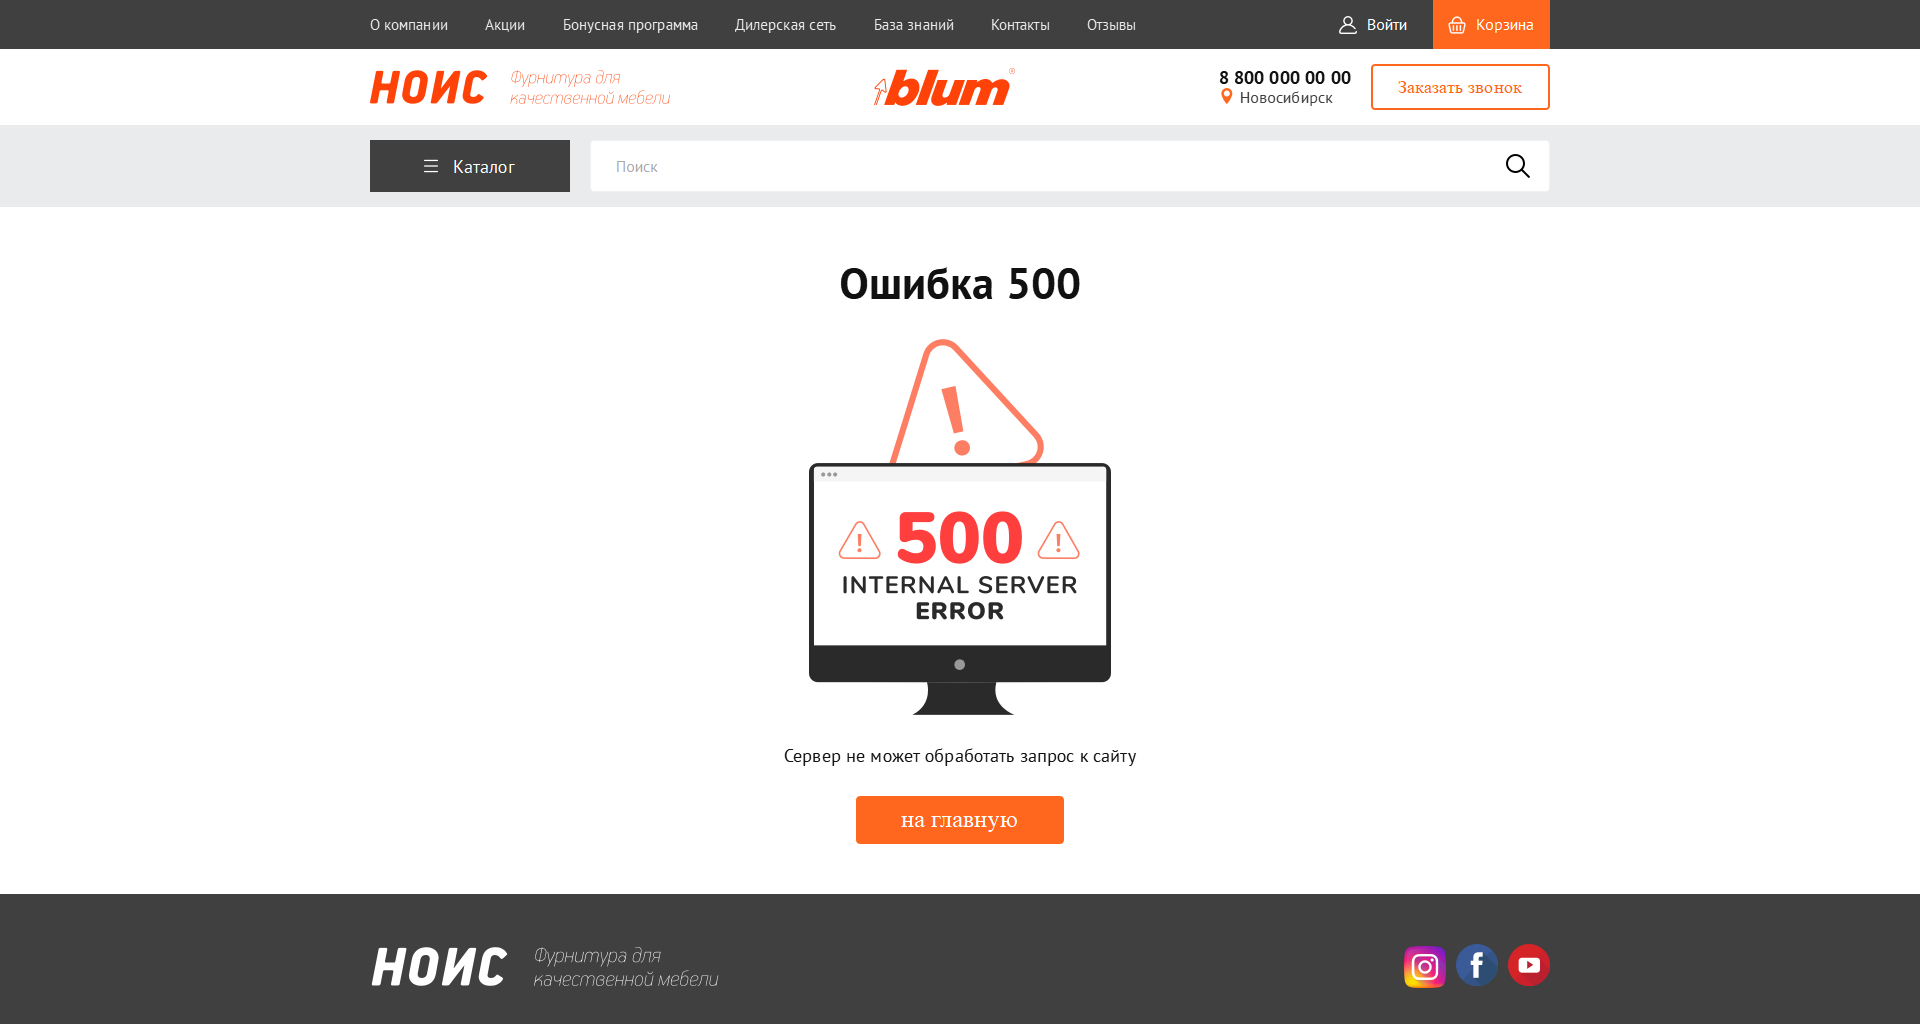 О компании Акции Бонусная программа Дилерская сеть База знаний Контакты Отзывы Войти Корзина
НОИС Фурнитура для качественной мебели
blum®
8 800 000 00 00
Новосибирск
Заказать звонок
Каталог
Поиск
Ошибка 500
!
! 500 !
INTERNAL SERVER
ERROR
Сервер не может обработать запрос к сайту
на главную
НОИС Фурнитура для
качественной мебели